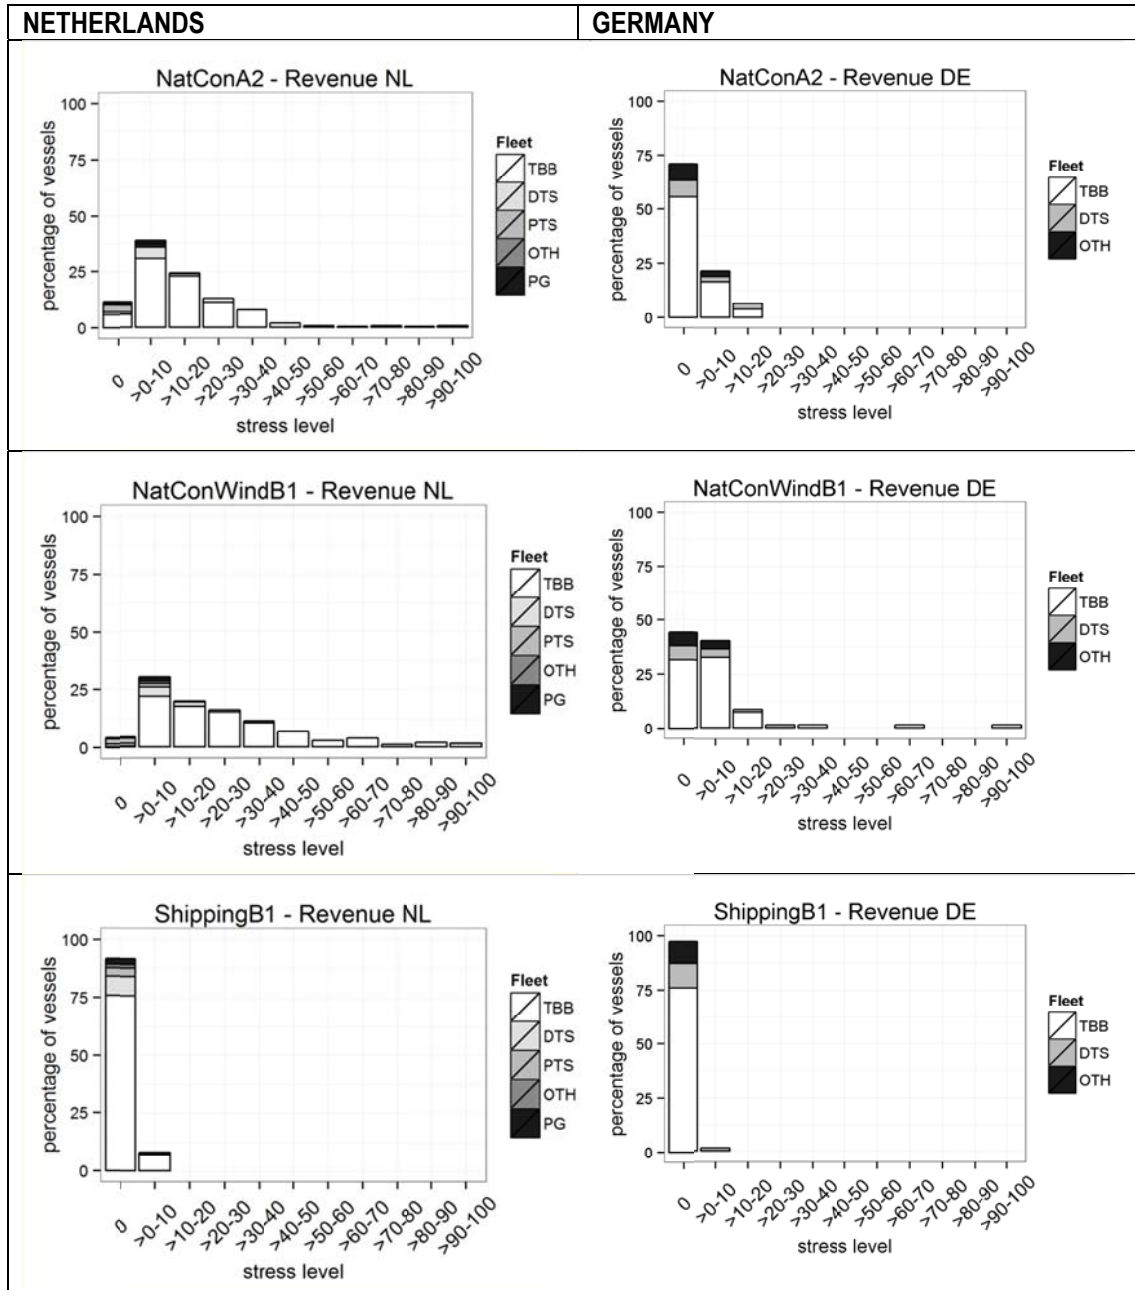 NETHERLANDS
GERMANY
NatConA2 - Revenue NL
percentage of vessels
100
75
50
25
0
0
>0-10
>10-20
>20-30
>30-40
>40-50
>50-60
>60-70
>70-80
>80-90
>90-100
stress level
Fleet
TBB
DTS
PTS
OTH
PG
NatConA2 - Revenue DE
percentage of vessels
100
75
50
25
0
0
>0-10
>10-20
>20-30
>30-40
>40-50
>50-60
>60-70
>70-80
>80-90
>90-100
stress level
Fleet
TBB
DTS
OTH
NatConWindB1 - Revenue NL
percentage of vessels
100
75
50
25
0
0
>0-10
>10-20
>20-30
>30-40
>40-50
>50-60
>60-70
>70-80
>80-90
>90-100
stress level
Fleet
TBB
DTS
PTS
OTH
PG
NatConWindB1 - Revenue DE
percentage of vessels
100
75
50
25
0
0
>0-10
>10-20
>20-30
>30-40
>40-50
>50-60
>60-70
>70-80
>80-90
>90-100
stress level
Fleet
TBB
DTS
OTH
ShippingB1 - Revenue NL
percentage of vessels
100
75
50
25
0
0
>0-10
>10-20
>20-30
>30-40
>40-50
>50-60
>60-70
>70-80
>80-90
>90-100
stress level
Fleet
TBB
DTS
PTS
OTH
PG
ShippingB1 - Revenue DE
percentage of vessels
100
75
50
25
0
0
>0-10
>10-20
>20-30
>30-40
>40-50
>50-60
>60-70
>70-80
>80-90
>90-100
stress level
Fleet
TBB
DTS
OTH